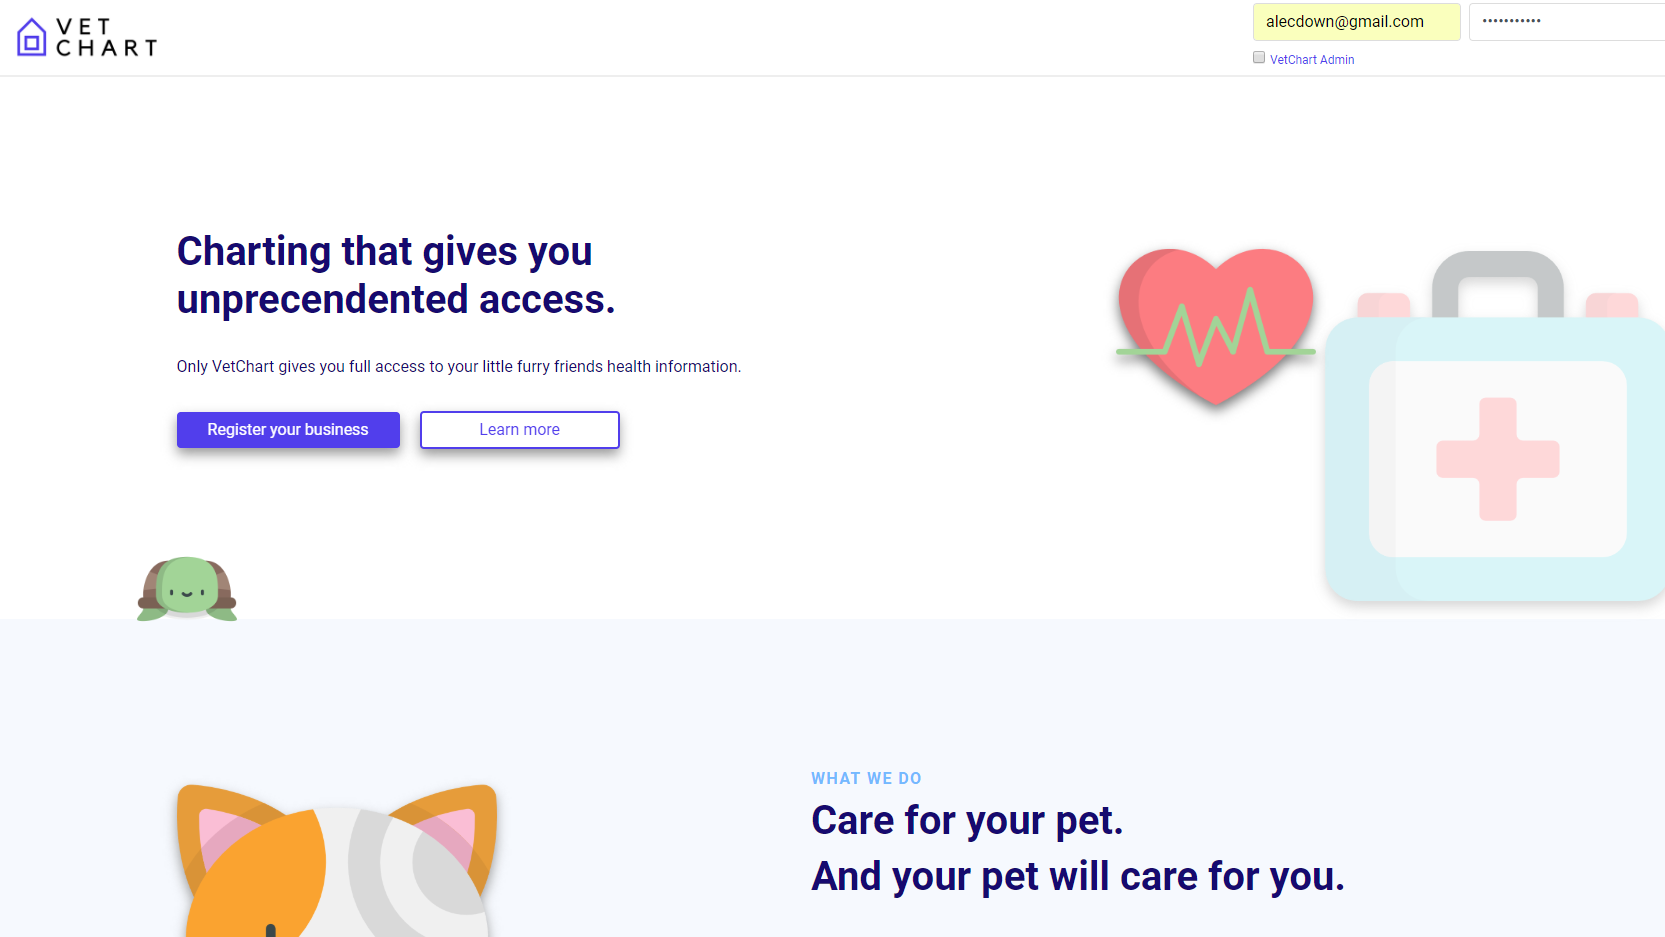 VET
CHART
alecdown@gmail.com
•••••••••••
VetChart Admin
Charting that gives you
unprecendented access.
Only VetChart gives you full access to your little furry friends health information.
Register your business
Learn more
WHAT WE DO
Care for your pet.
And your pet will care for you.